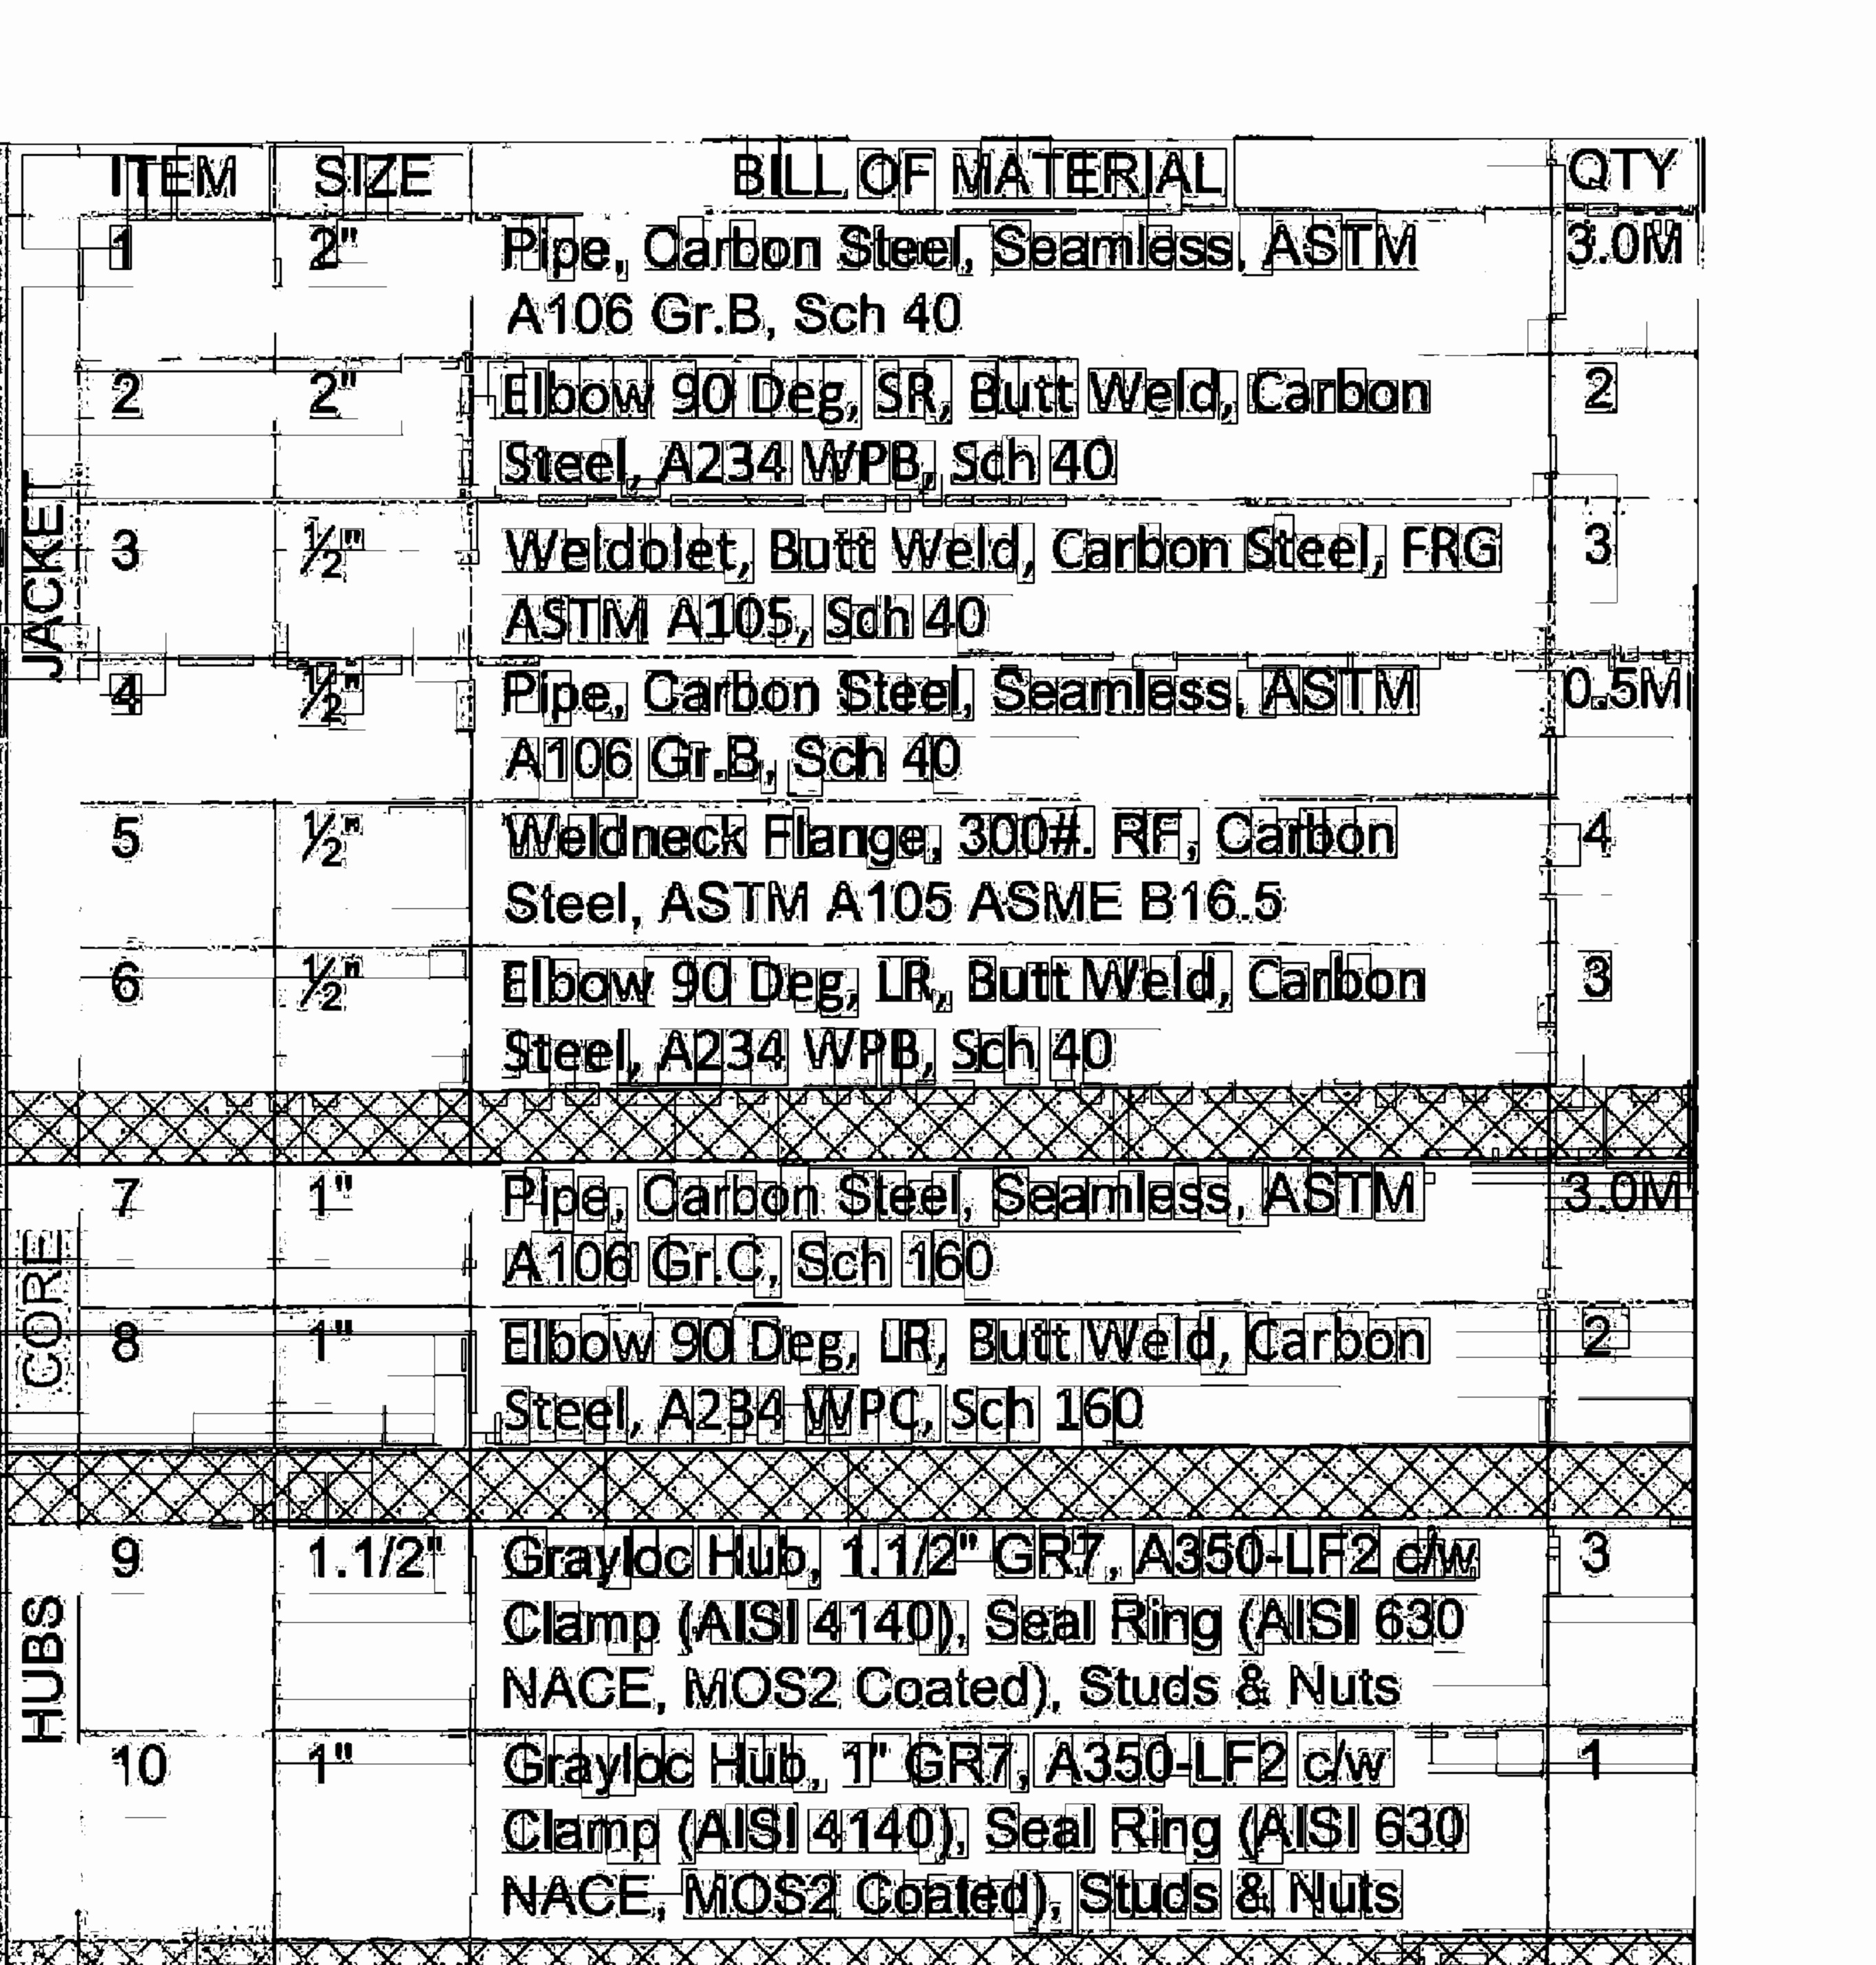 ITEM SIZE BILL OF MATERIAL QTY
JACKET
1 2" Pipe, Carbon Steel, Seamless, ASTM 3.0M
A106 Gr.B, Sch 40
2 2" Elbow 90 Deg, SR, Butt Weld, Carbon 2
Steel, A234 WPB, Sch 40
3 ½" Weldolet, Butt Weld, Carbon Steel, FRG 3
ASTM A105, Sch 40
4 ½" Pipe, Carbon Steel, Seamless, ASTM 0.5M
A106 Gr.B, Sch 40
5 ½" Weldneck Flange, 300#. RF, Carbon 4
Steel, ASTM A105 ASME B16.5
6 ½" Elbow 90 Deg, LR, Butt Weld, Carbon 3
Steel, A234 WPB, Sch 40
CORE
7 1" Pipe, Carbon Steel, Seamless, ASTM 3.0M
A106 Gr.C, Sch 160
8 1" Elbow 90 Deg, LR, Butt Weld, Carbon 2
Steel, A234 WPC, Sch 160
HUBS
9 1.1/2" Grayloc Hub, 1.1/2" GR7, A350-LF2 c/w 3
Clamp (AISI 4140), Seal Ring (AISI 630
NACE, MOS2 Coated), Studs & Nuts
10 1" Grayloc Hub, 1" GR7, A350-LF2 c/w 1
Clamp (AISI 4140), Seal Ring (AISI 630
NACE, MOS2 Coated), Studs & Nuts